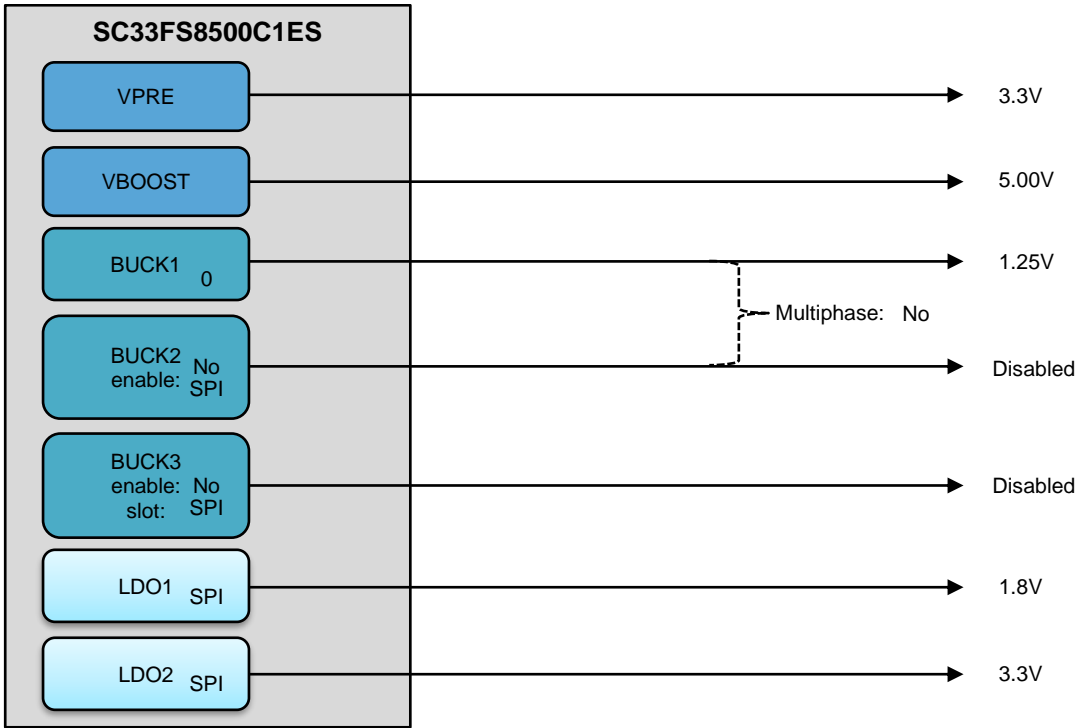 SC33FS8500C1ES
VPRE
3.3V
VBOOST
5.00V
BUCK1
0
1.25V
Multiphase: No
BUCK2
enable: No
SPI
Disabled
BUCK3
enable: No
slot: SPI
Disabled
LDO1 SPI
1.8V
LDO2 SPI
3.3V